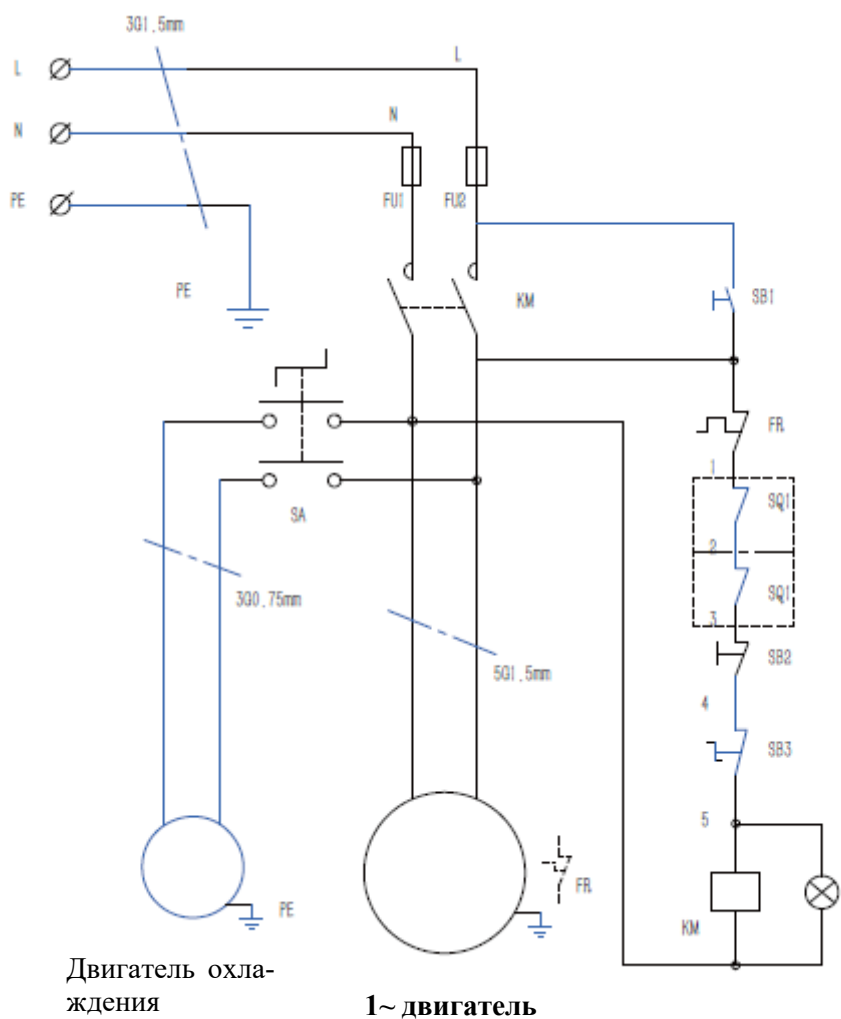 3G1.5mm
L
L
N
N
FU1
FU2
PE
PE
KM
SB1
FR
1
SQ1
SA
2
3G0.75mm
SQ1
3
5G1.5mm
SB2
4
SB3
5
FR
PE
KM
Двигатель охла-
ждения
1~ двигатель